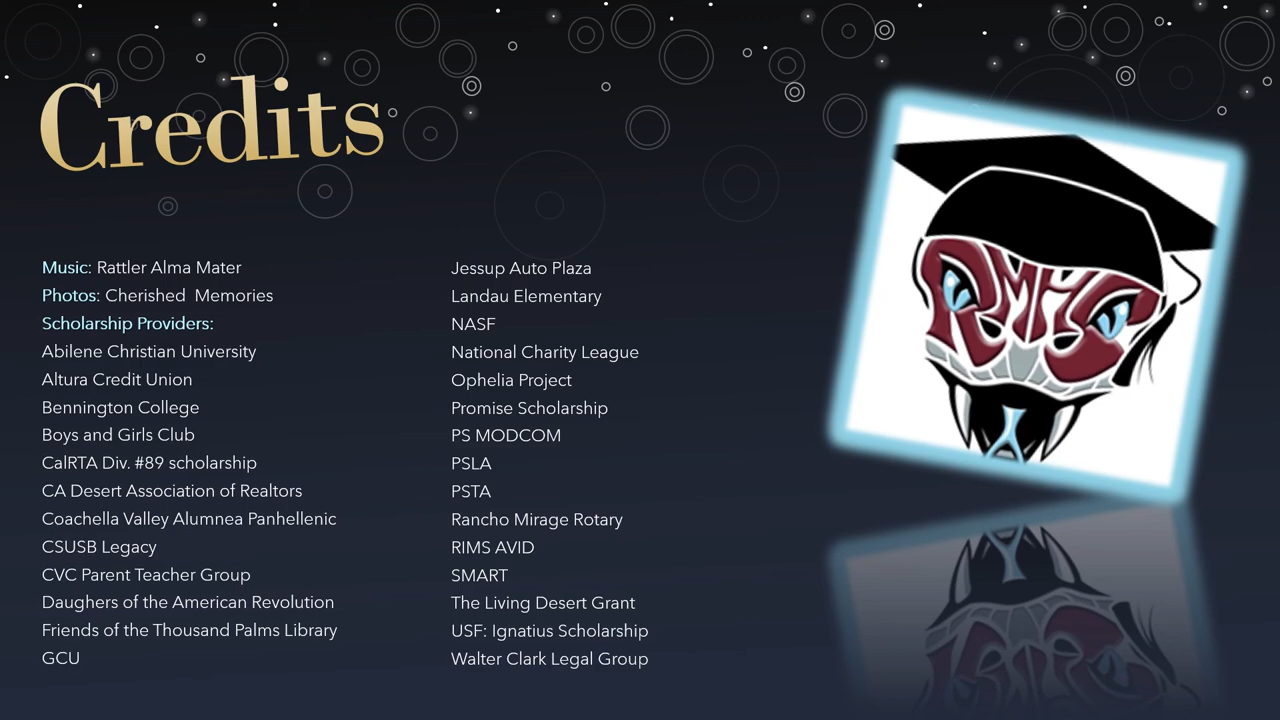 Credits
Music: Rattler Alma Mater
Photos: Cherished Memories
Scholarship Providers:
Abilene Christian University
Altura Credit Union
Bennington College
Boys and Girls Club
CalRTA Div. #89 scholarship
CA Desert Association of Realtors
Coachella Valley Alumnea Panhellenic
CSUSB Legacy
CVC Parent Teacher Group
Daughers of the American Revolution
Friends of the Thousand Palms Library
GCU
Jessup Auto Plaza
Landau Elementary
NASF
National Charity League
Ophelia Project
Promise Scholarship
PS MODCOM
PSLA
PSTA
Rancho Mirage Rotary
RIMS AVID
SMART
The Living Desert Grant
USF: Ignatius Scholarship
Walter Clark Legal Group
RMHS